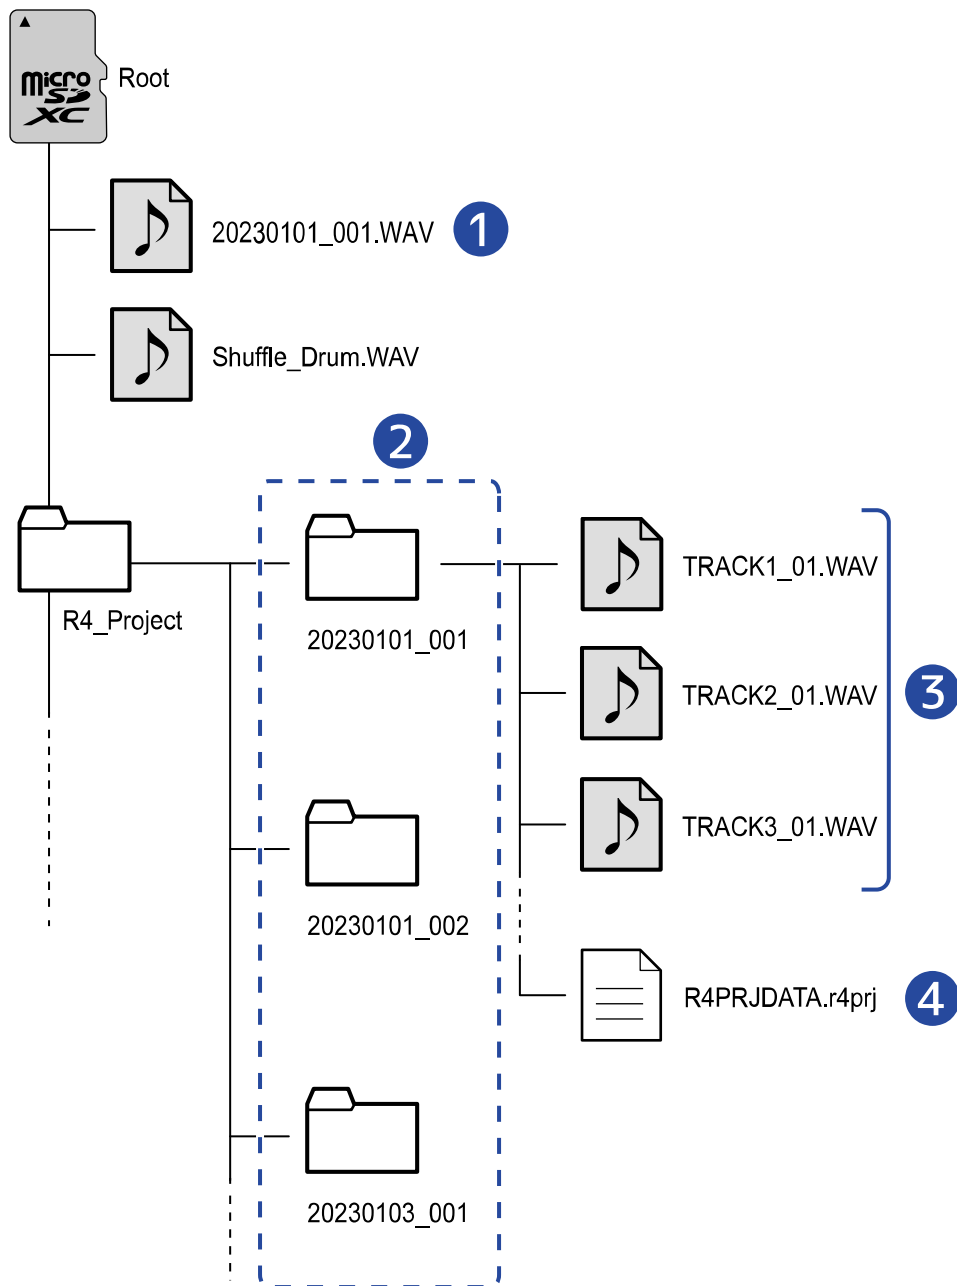 micro
SD
XC
Root
20230101_001.WAV
1
Shuffle_Drum.WAV
2
R4_Project
20230101_001
TRACK1_01.WAV
TRACK2_01.WAV
3
TRACK3_01.WAV
20230101_002
R4PRJDATA.r4prj
4
20230103_001